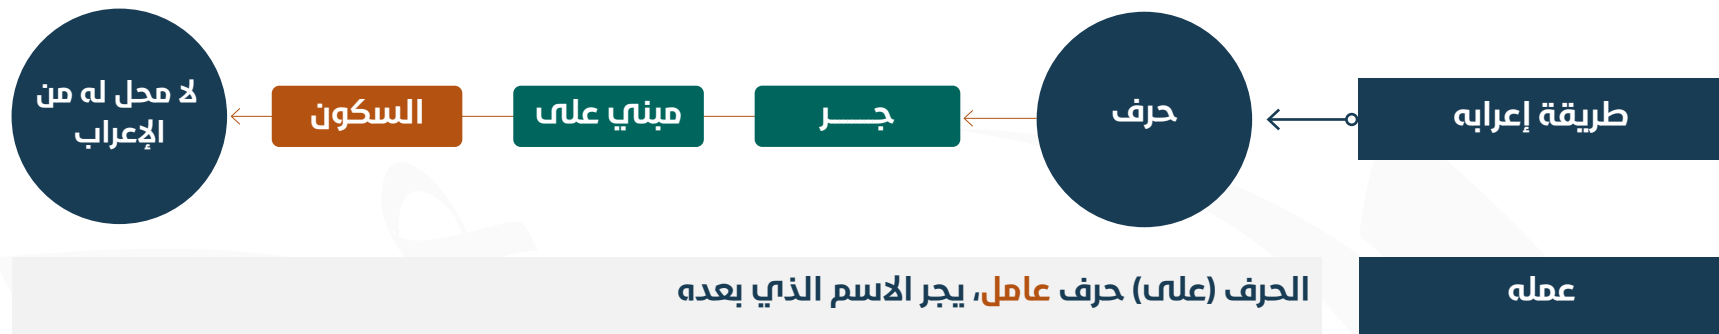 طريقة إعرابه
حرف
جـــــر
مبني على
السكون
لا محل له من
الإعراب
عمله
الحرف (على) حرف عامل، يجر الاسم الذي بعده